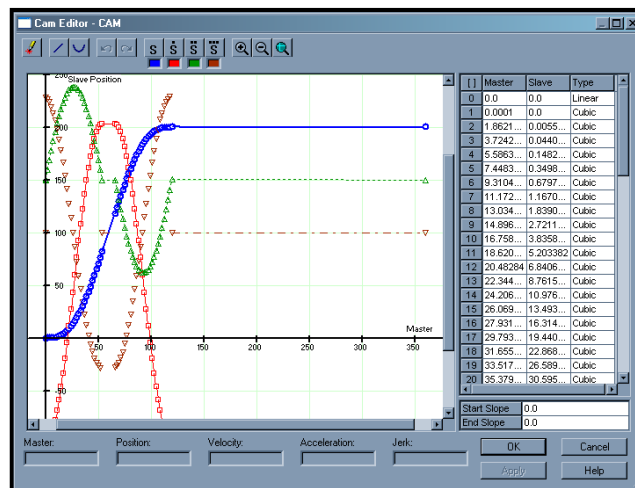 Cam Editor - CAM
S S S S
200
Slave Position
200
150
100
50
-50
50 100 150 200 250 300 350
Master
[ ] Master Slave Type
0 0.0 0.0 Linear
1 0.0001 0.0 Cubic
2 1.8621... 0.0055... Cubic
3 3.7242... 0.0440... Cubic
4 5.5863... 0.1482... Cubic
5 7.4483... 0.3498... Cubic
6 9.3104... 0.6797... Cubic
7 11.172... 1.1670... Cubic
8 13.034... 1.8390... Cubic
9 14.896... 2.7211... Cubic
10 16.758... 3.8358... Cubic
11 18.620... 5.203382 Cubic
12 20.48284 6.8406... Cubic
13 22.344... 8.7615... Cubic
14 24.206... 10.976... Cubic
15 26.069... 13.493... Cubic
16 27.931... 16.314... Cubic
17 29.793... 19.440... Cubic
18 31.655... 22.868... Cubic
19 33.517... 26.589... Cubic
20 35.379... 30.595... Cubic
Start Slope 0.0
End Slope 0.0
Master: Position: Velocity: Acceleration: Jerk:
OK Cancel
Apply Help